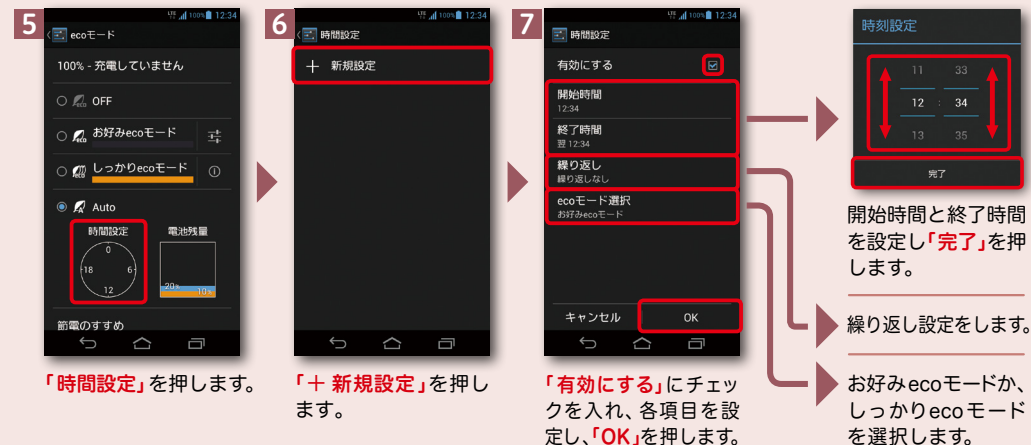 5
LTE 100% 12:34
ecoモード
100% - 充電していません
OFF
お好みecoモード
しっかりecoモード
Auto
時間設定
電池残量
0
18
6
12
20%
10%
節電のすすめ
「時間設定」を押します。
6
LTE 100% 12:34
時間設定
＋ 新規設定
「＋ 新規設定」を押し
ます。
7
LTE 100% 12:34
時間設定
有効にする
開始時間
12:34
終了時間
翌 12:34
繰り返し
繰り返しなし
ecoモード選択
お好みecoモード
キャンセル
OK
「有効にする」にチェッ
クを入れ、各項目を設
定し、「OK」を押します。
時刻設定
11 33
12 : 34
13 35
完了
開始時間と終了時間
を設定し「完了」を押
します。
繰り返し設定をします。
お好みecoモードか、
しっかりecoモード
を選択します。